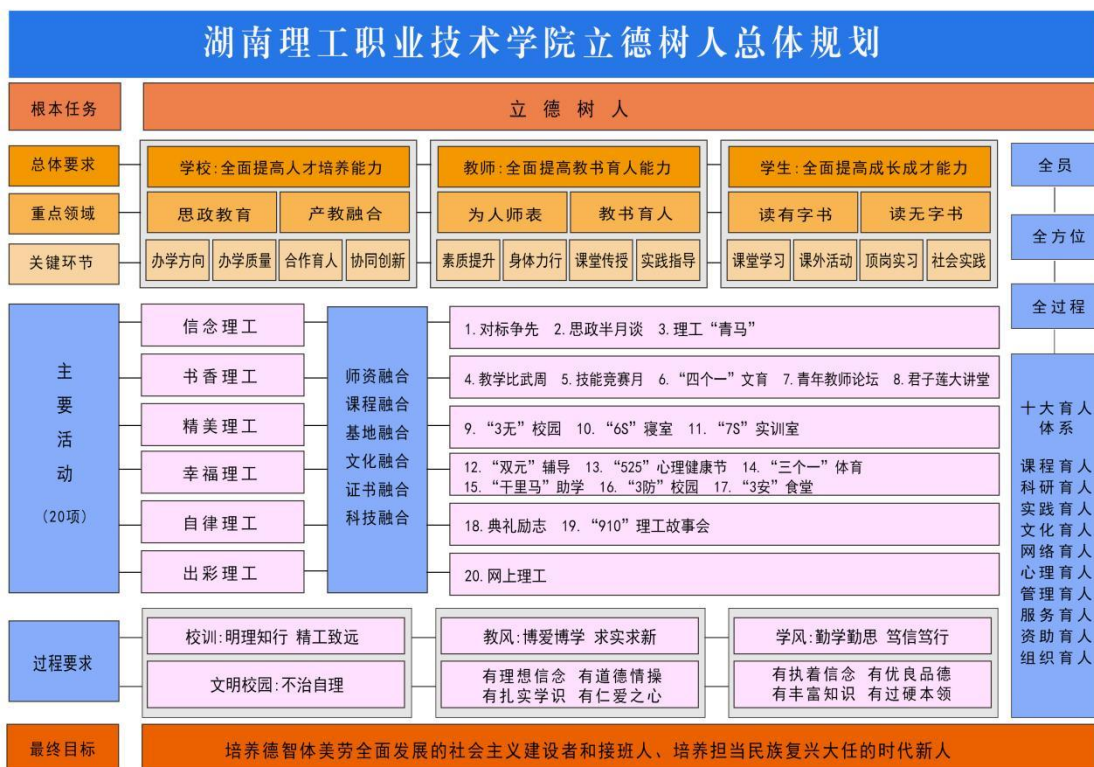 湖南理工职业技术学院立德树人总体规划
根本任务
立德树人
总体要求
学校:全面提高人才培养能力
教师:全面提高教书育人能力
学生:全面提高成长成才能力
全员
重点领域
思政教育
产教融合
为人师表
教书育人
读有字书
读无字书
全方位
关键环节
办学方向
办学质量
合作育人
协同创新
素质提升
身体力行
课堂传授
实践指导
课堂学习
课外活动
顶岗实习
社会实践
全过程
主要活动
(20项)
信念理工
书香理工
精美理工
幸福理工
自律理工
出彩理工
师资融合
课程融合
基地融合
文化融合
证书融合
科技融合
1.对标争先 2.思政半月谈 3.理工“青马”
4.教学比武周 5.技能竞赛月 6.“四个一”文育 7.青年教师论坛 8.君子莲大讲堂
9.“3无”校园 10.“6S”寝室 11.“7S”实训室
12.“双元”辅导 13.“525”心理健康节 14.“三个一”体育
15.“千里马”助学 16.“3防”校园 17.“3安”食堂
18.典礼励志 19.“910”理工故事会
20.网上理工
十大育人
体系
课程育人
科研育人
实践育人
文化育人
网络育人
心理育人
管理育人
服务育人
资助育人
组织育人
过程要求
校训:明理知行 精工致远
教风:博爱博学 求实求新
学风:勤学勤思 笃信笃行
文明校园:不治自理
有理想信念 有道德情操
有扎实学识 有仁爱之心
有执着信念 有优良品德
有丰富知识 有过硬本领
最终目标
培养德智体美劳全面发展的社会主义建设者和接班人、培养担当民族复兴大任的时代新人